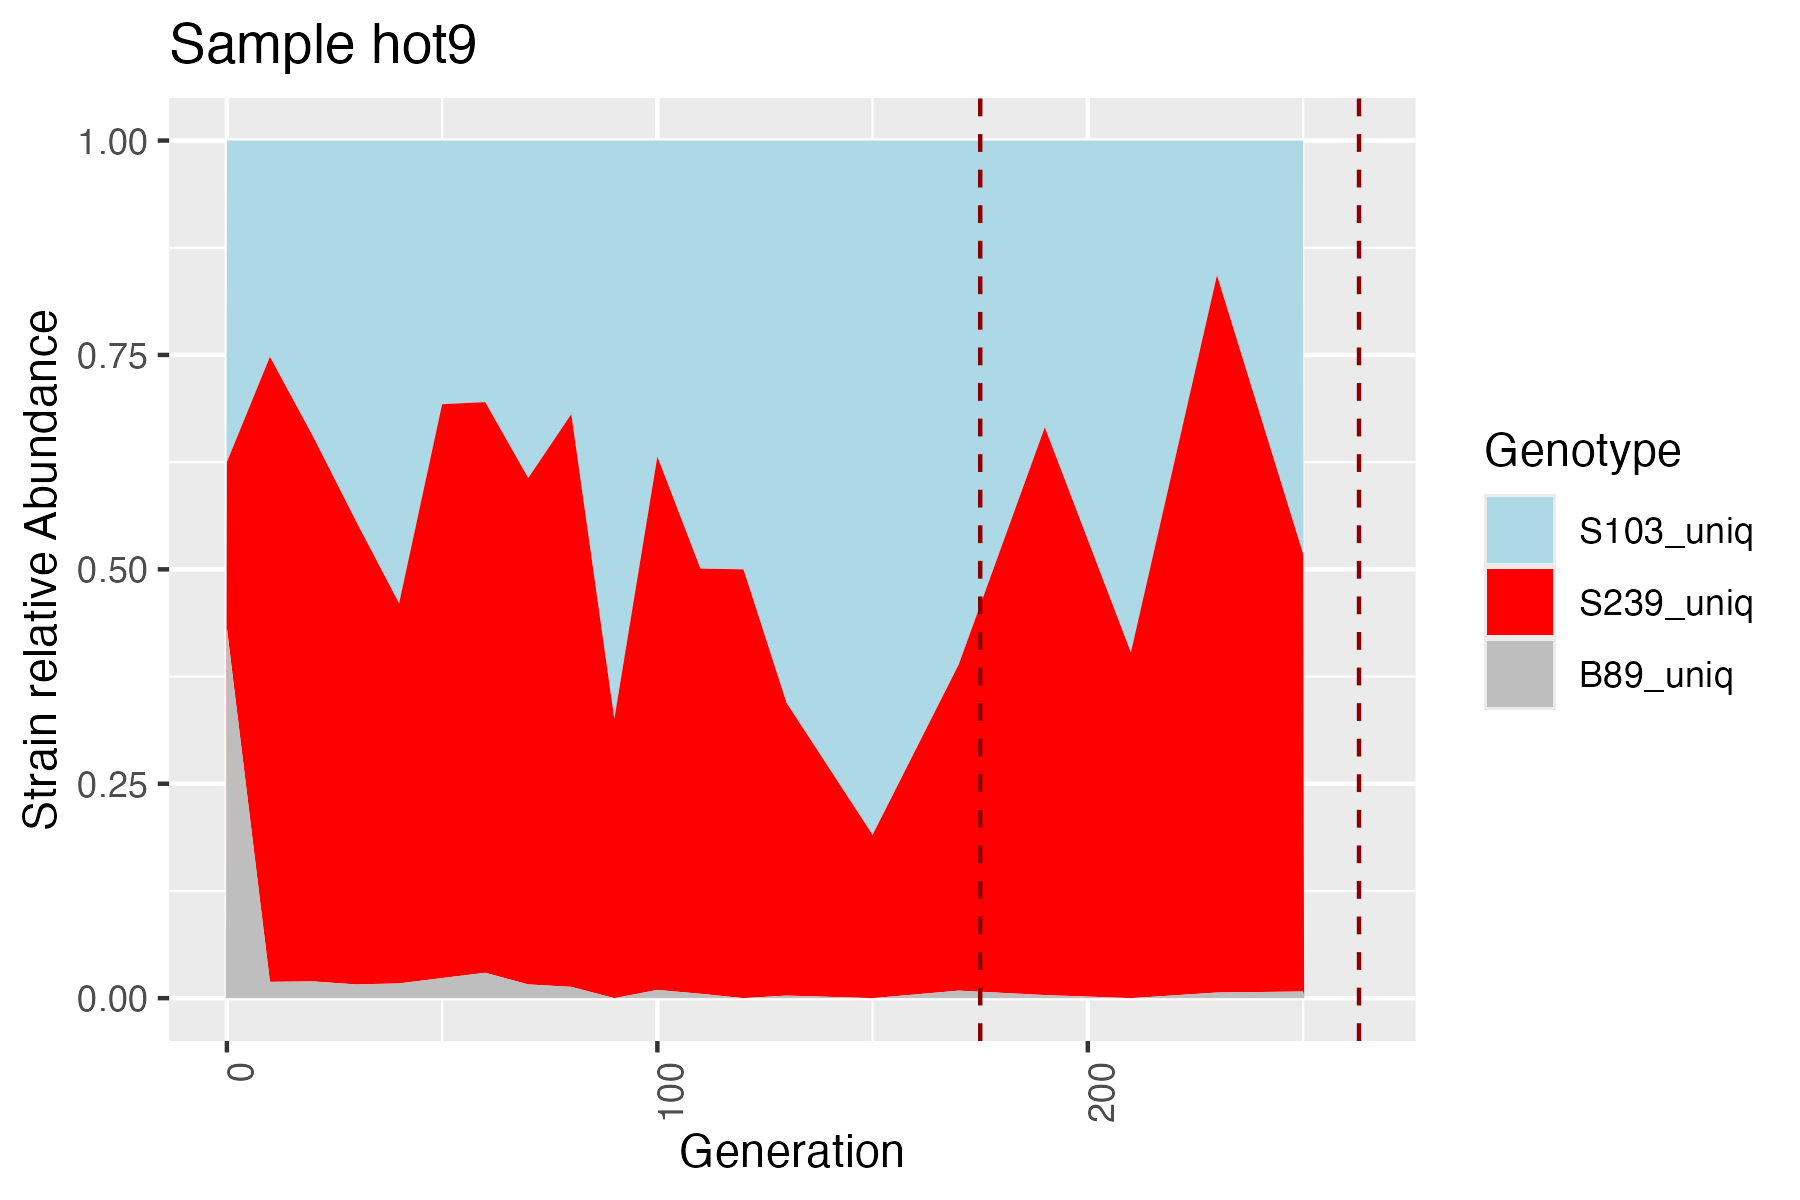 Sample hot9
Strain relative Abundance
1.00
0.75
0.50
0.25
0.00
0
100
200
Generation
Genotype
S103_uniq
S239_uniq
B89_uniq